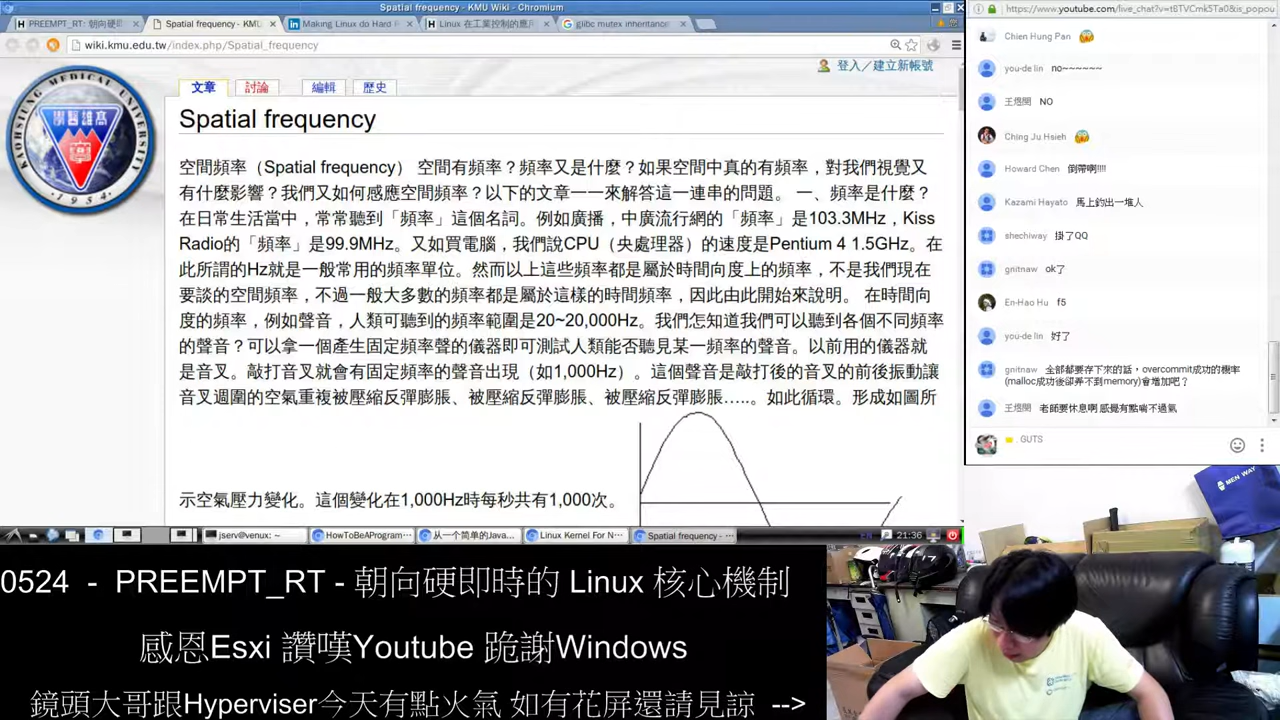 Spatial frequency - KMU Wiki - Chromium
PREEMPT_RT: 朝向硬即
Spatial frequency - KMU
Making Linux do Hard R
Linux 在工業控制的應用
glibc mutex inheritance
wiki.kmu.edu.tw/index.php/Spatial_frequency
登入／建立新帳號
文章 討論 編輯 歷史
Spatial frequency
空間頻率（Spatial frequency） 空間有頻率？頻率又是什麼？如果空間中真的有頻率，對我們視覺又
有什麼影響？我們又如何感應空間頻率？以下的文章一一來解答這一連串的問題。 一、頻率是什麼？
在日常生活當中，常常聽到「頻率」這個名詞。例如廣播，中廣流行網的「頻率」是103.3MHz，Kiss
Radio的「頻率」是99.9MHz。又如買電腦，我們說CPU（央處理器）的速度是Pentium 4 1.5GHz。在
此所謂的Hz就是一般常用的頻率單位。然而以上這些頻率都是屬於時間向度上的頻率，不是我們現在
要談的空間頻率，不過一般大多數的頻率都是屬於這樣的時間頻率，因此由此開始來說明。 在時間向
度的頻率，例如聲音，人類可聽到的頻率範圍是20~20,000Hz。我們怎知道我們可以聽到各個不同頻率
的聲音？可以拿一個產生固定頻率聲的儀器即可測試人類能否聽見某一頻率的聲音。以前用的儀器就
是音叉。敲打音叉就會有固定頻率的聲音出現（如1,000Hz）。這個聲音是敲打後的音叉的前後振動讓
音叉週圍的空氣重複被壓縮反彈膨脹、被壓縮反彈膨脹、被壓縮反彈膨脹…..。如此循環。形成如圖所
示空氣壓力變化。這個變化在1,000Hz時每秒共有1,000次。
jserv@venux: ~
HowToBeAProgram...
从一个简单的Java...
Linux Kernel For N...
Spatial frequency - ...
EN 21:36
https://www.youtube.com/live_chat?v=t8TVCmk5Ta0&is_popou
Chien Hung Pan 😱
you-de lin no~~~~~~
王煜閎 NO
Ching Ju Hsieh 😱
Howard Chen 倒帶喇!!!!
Kazami Hayato 馬上釣出一堆人
shechiway 掛了QQ
gnitnaw ok了
En-Hao Hu f5
you-de lin 好了
gnitnaw 全部都要存下來的話，overcommit成功的機率
(malloc成功後卻弄不到memory)會增加吧？
王煜閎 老師要休息啊 感覺有點喘不過氣
. GUTS
MEN WAY
0524 - PREEMPT_RT - 朝向硬即時的 Linux 核心機制
感恩Esxi 讚嘆Youtube 跪謝Windows
鏡頭大哥跟Hyperviser今天有點火氣 如有花屏還請見諒 -->
KAOHSIUNG MEDICAL UNIVERSITY
1954